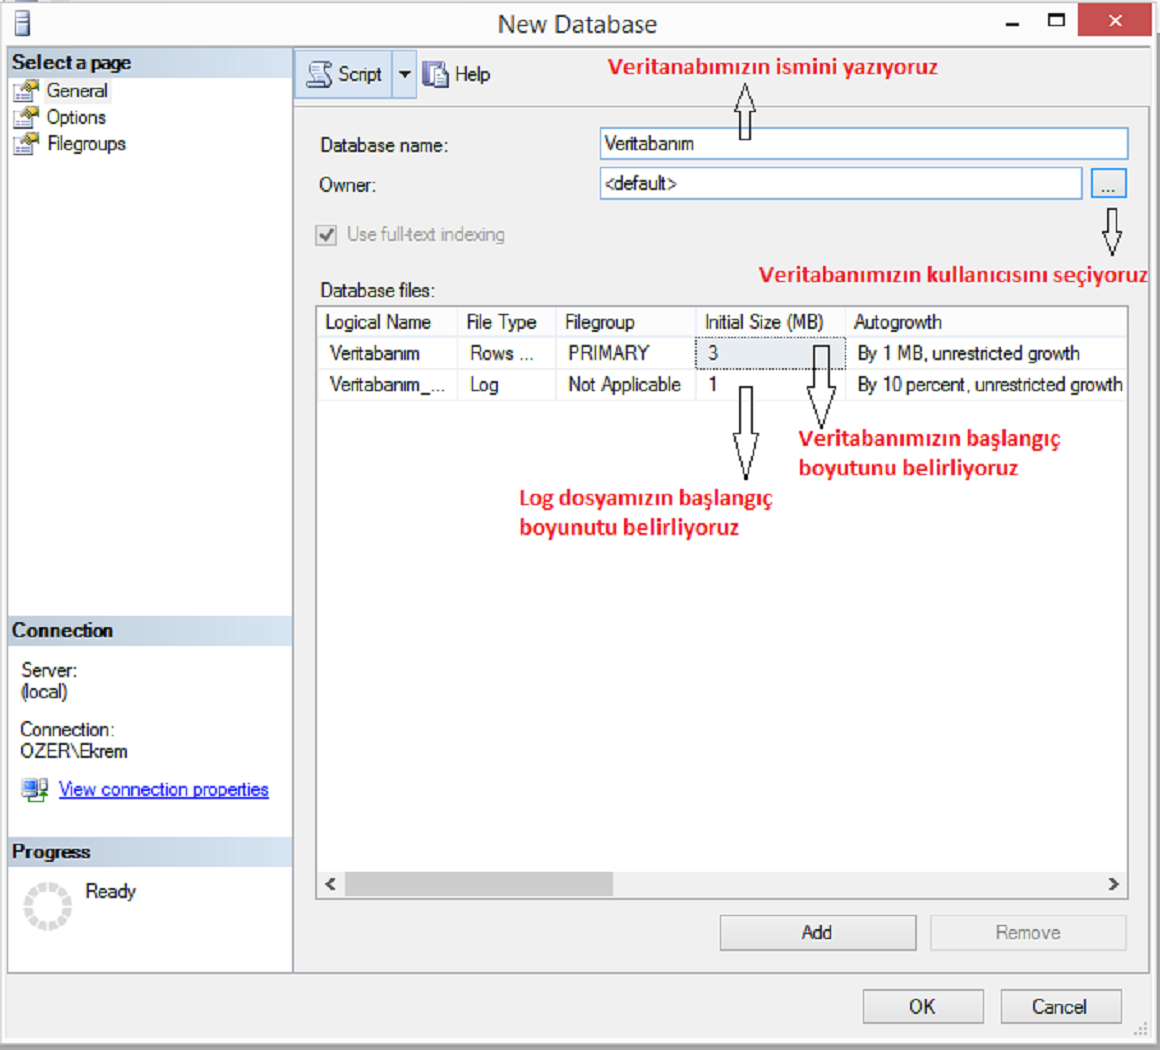 New Database
Select a page
General
Options
Filegroups
Script
Help
Veritanabımızın ismini yazıyoruz
Database name:
Veritabanım
Owner:
<default>
...
Use full-text indexing
Veritabanımızın kullanıcısını seçiyoruz
Database files:
Logical Name File Type Filegroup Initial Size (MB) Autogrowth
Veritabanım Rows ... PRIMARY 3 By 1 MB, unrestricted growth
Veritabanım_... Log Not Applicable 1 By 10 percent, unrestricted growth
Veritabanımızın başlangıç
boyutunu belirliyoruz
Log dosyamızın başlangıç
boyunutu belirliyoruz
Connection
Server:
(local)
Connection:
OZER\Ekrem
View connection properties
Progress
Ready
Add
Remove
OK
Cancel